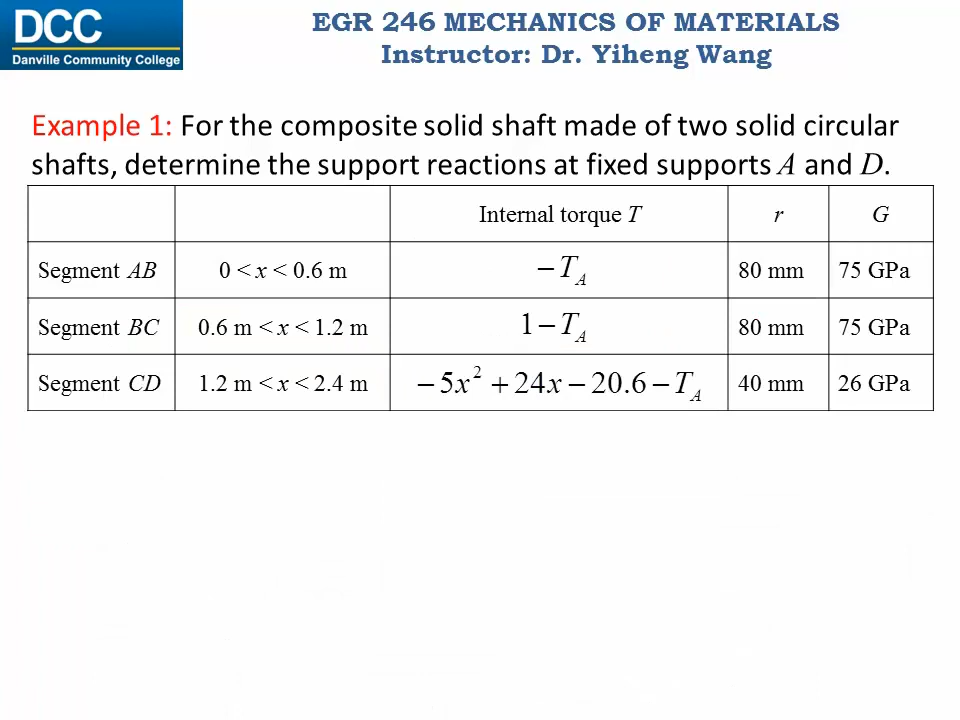 DCC
Danville Community College
EGR 246 MECHANICS OF MATERIALS
Instructor: Dr. Yiheng Wang
Example 1: For the composite solid shaft made of two solid circular
shafts, determine the support reactions at fixed supports A and D.
Internal torque T r G
Segment AB 0 < x < 0.6 m −T_A 80 mm 75 GPa
Segment BC 0.6 m < x < 1.2 m 1−T_A 80 mm 75 GPa
Segment CD 1.2 m < x < 2.4 m −5x² + 24x − 20.6 − T_A 40 mm 26 GPa